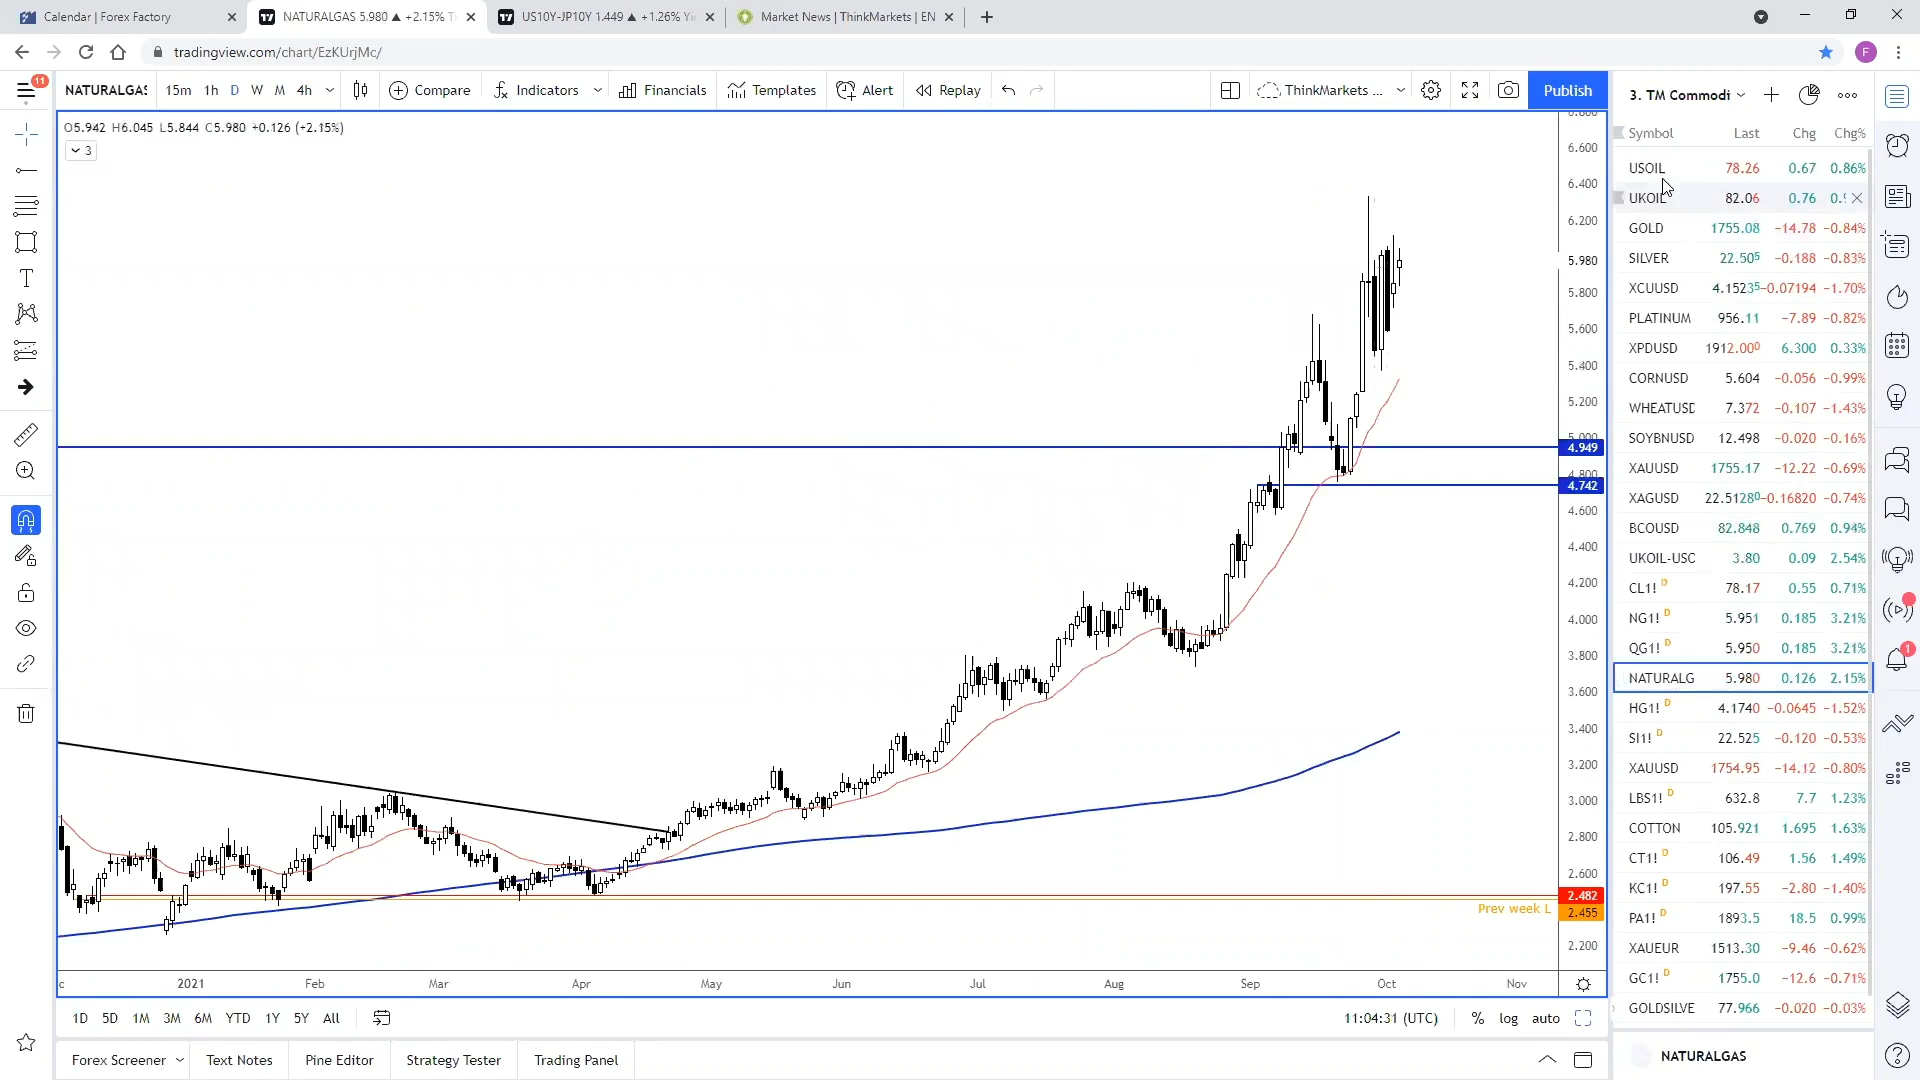 Calendar | Forex Factory
NATURALGAS 5.980 ▲ +2.15%
US10Y-JP10Y 1.449 ▲ +1.26%
Market News | ThinkMarkets | EN
tradingview.com/chart/EzKUrjMc/
F
11
NATURALGAS 15m 1h D W M 4h Compare Indicators Financials Templates Alert Replay ThinkMarkets ... Publish
O5.942 H6.045 L5.844 C5.980 +0.126 (+2.15%)
3
6.600
6.400
6.200
5.980
5.800
5.600
5.400
5.200
5.000
4.949
4.800
4.742
4.600
4.400
4.200
4.000
3.800
3.600
3.400
3.200
3.000
2.800
2.600
2.482
Prev week L 2.455
2.200
2021 Feb Mar Apr May Jun Jul Aug Sep Oct Nov
1D 5D 1M 3M 6M YTD 1Y 5Y All
11:04:31 (UTC) % log auto
Forex Screener Text Notes Pine Editor Strategy Tester Trading Panel
3. TM Commodi
Symbol Last Chg Chg%
USOIL 78.26 0.67 0.86%
UKOIL 82.06 0.76
GOLD 1755.08 −14.78 −0.84%
SILVER 22.505 −0.188 −0.83%
XCUUSD 4.15235 −0.07194 −1.70%
PLATINUM 956.11 −7.89 −0.82%
XPDUSD 1912.000 6.300 0.33%
CORNUSD 5.604 −0.056 −0.99%
WHEATUSD 7.372 −0.107 −1.43%
SOYBNUSD 12.498 −0.020 −0.16%
XAUUSD 1755.17 −12.22 −0.69%
XAGUSD 22.51280 −0.16820 −0.74%
BCOUSD 82.848 0.769 0.94%
UKOIL-USC 3.80 0.09 2.54%
CL1! D 78.17 0.55 0.71%
NG1! D 5.951 0.185 3.21%
QG1! D 5.950 0.185 3.21%
NATURALG 5.980 0.126 2.15%
HG1! D 4.1740 −0.0645 −1.52%
SI1! D 22.525 −0.120 −0.53%
XAUUSD 1754.95 −14.12 −0.80%
LBS1! D 632.8 7.7 1.23%
COTTON 105.921 1.695 1.63%
CT1! D 106.49 1.56 1.49%
KC1! D 197.55 −2.80 −1.40%
PA1! D 1893.5 18.5 0.99%
XAUEUR 1513.30 −9.46 −0.62%
GC1! D 1755.0 −12.6 −0.71%
GOLDSILVE 77.966 −0.020 −0.03%
NATURALGAS
1